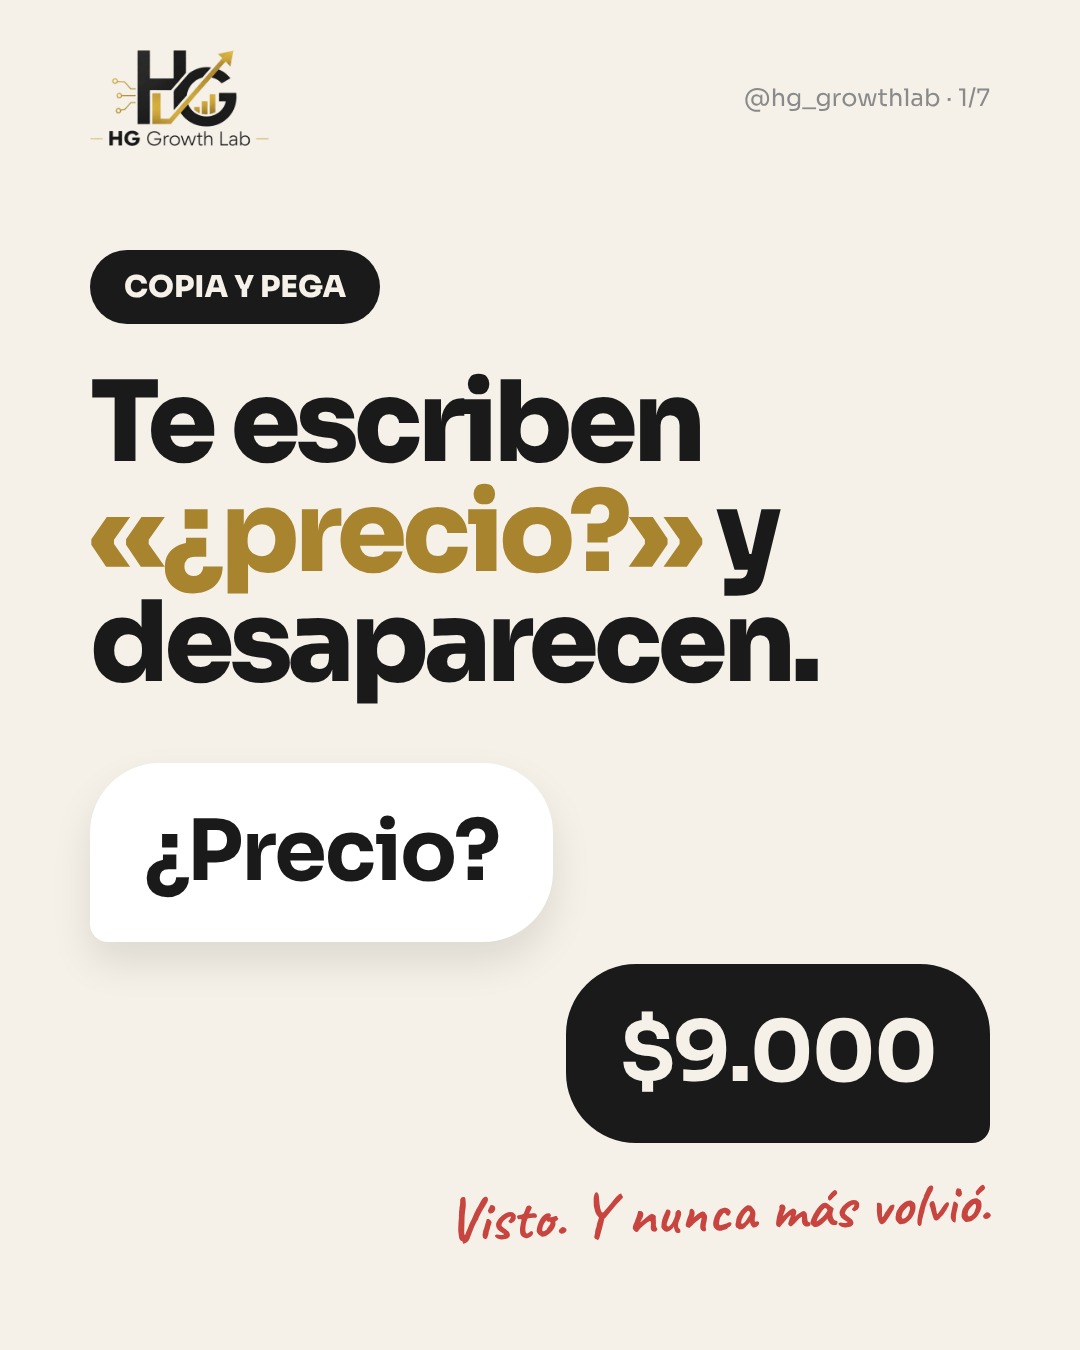 HG
HG Growth Lab
@hg_growthlab · 1/7
COPIA Y PEGA
Te escriben
«¿precio?» y
desaparecen.
¿Precio?
$9.000
Visto. Y nunca más volvió.